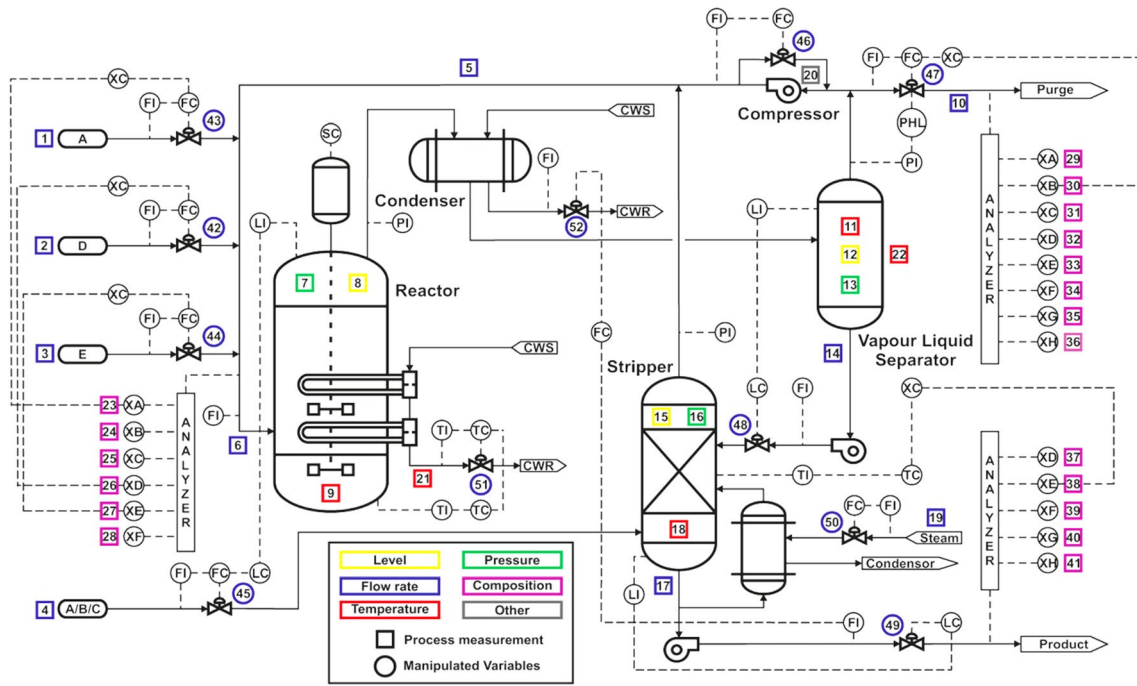 FI
FC
46
5
20
Compressor
FI
FC
XC
47
10
Purge
XC
FI
FC
43
1
A
SC
CWS
Condenser
FI
CWR
52
PHL
PI
XC
FI
FC
42
2
D
LI
PI
LI
11
12
22
13
ANALYZER
XA
29
XB
30
XC
31
XD
32
XE
33
XF
34
XG
35
XH
36
7
8
Reactor
XC
FI
FC
44
3
E
CWS
FC
PI
14
Vapour Liquid
Separator
Stripper
LC
FI
XC
15
16
48
23
XA
24
XB
25
XC
26
XD
27
XE
28
XF
ANALYZER
FI
6
TI
TC
CWR
21
51
9
TI
TC
TI
TC
ANALYZER
XD
37
XE
38
XF
39
XG
40
XH
41
18
50
FC
FI
19
Steam
Condensor
FI
FC
LC
45
4
A/B/C
17
LI
FI
49
LC
Product
Level
Pressure
Flow rate
Composition
Temperature
Other
Process measurement
Manipulated Variables